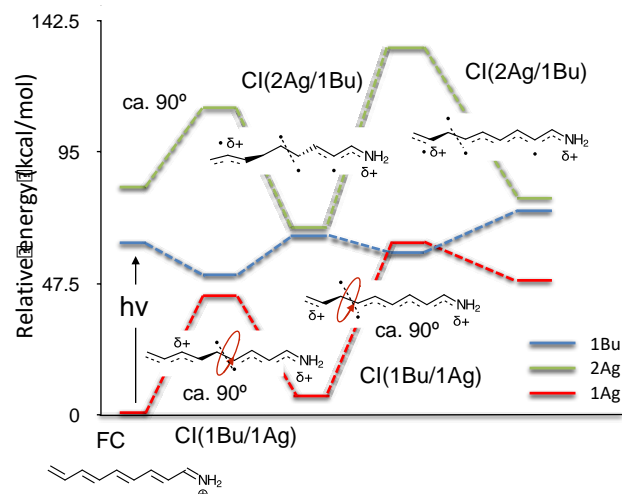 142.5
CI(2Ag/1Bu)
CI(2Ag/1Bu)
ca. 90º
95
δ+
NH2
δ+
δ+
NH2
δ+
Relative energy (kcal/mol)
47.5
hν
δ+
NH2
δ+
ca. 90º
δ+
NH2
δ+
ca. 90º
CI(1Bu/1Ag)
1Bu
2Ag
1Ag
0
FC
CI(1Bu/1Ag)
NH2
⊕